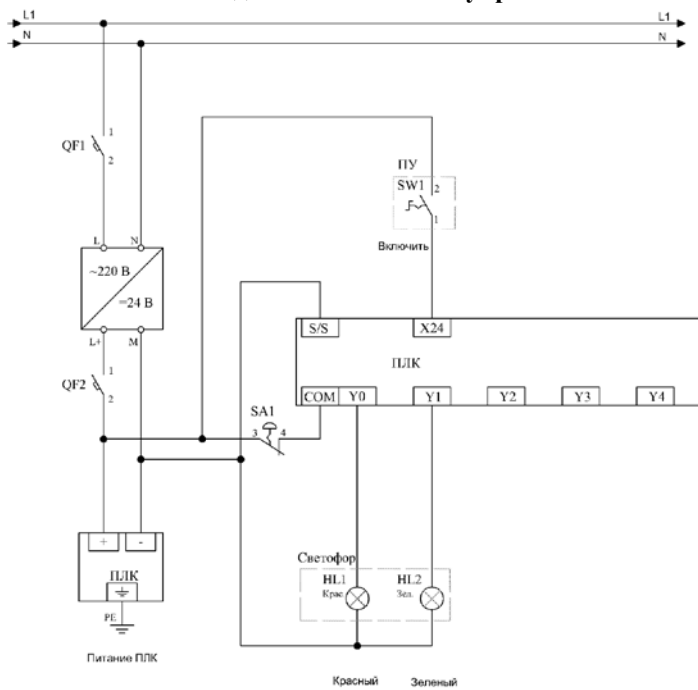 L1 L1
N N
QF1 1
2
ПУ
SW1 2
1
Включить
L N
~220 В
=24 В
L+ M
S/S X24
ПЛК
COM Y0 Y1 Y2 Y3 Y4
QF2 1
2
SA1
3 4
+ -
ПЛК
PE
Питание ПЛК
Светофор
HL1 HL2
Крас Зел.
Красный Зеленый